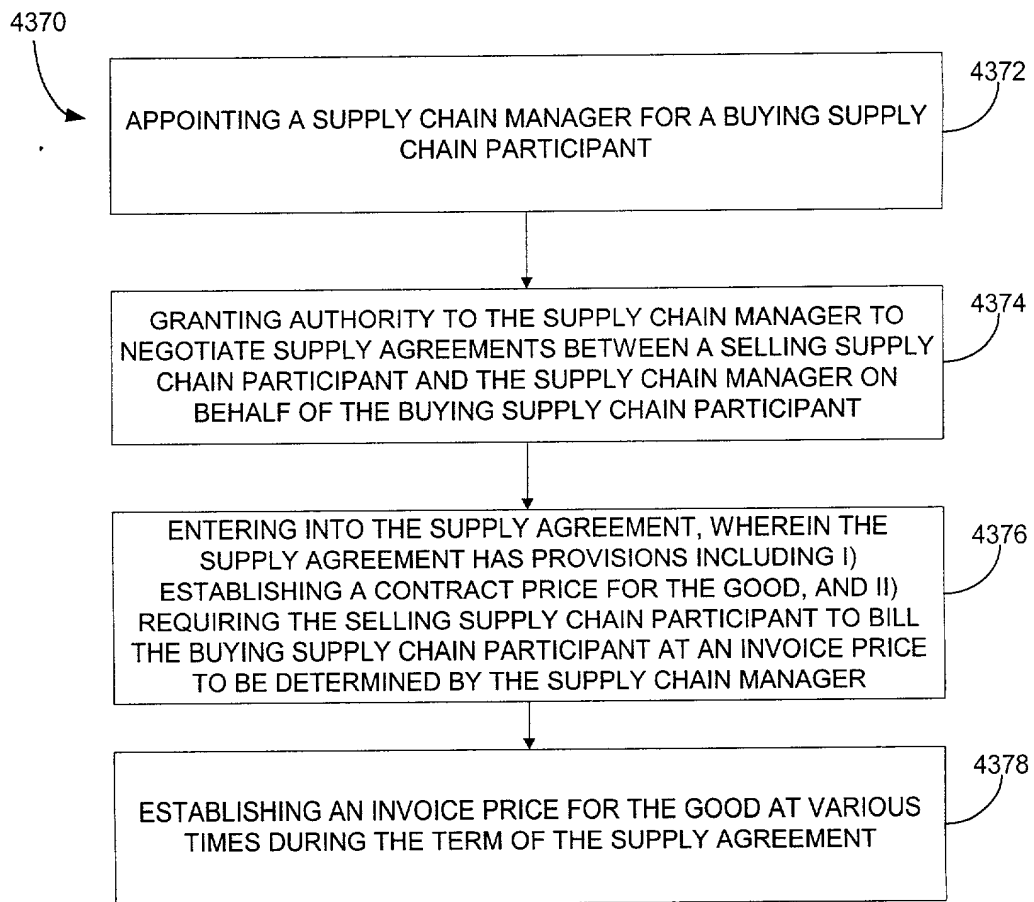 4370
4372
APPOINTING A SUPPLY CHAIN MANAGER FOR A BUYING SUPPLY
CHAIN PARTICIPANT
4374
GRANTING AUTHORITY TO THE SUPPLY CHAIN MANAGER TO
NEGOTIATE SUPPLY AGREEMENTS BETWEEN A SELLING SUPPLY
CHAIN PARTICIPANT AND THE SUPPLY CHAIN MANAGER ON
BEHALF OF THE BUYING SUPPLY CHAIN PARTICIPANT
4376
ENTERING INTO THE SUPPLY AGREEMENT, WHEREIN THE
SUPPLY AGREEMENT HAS PROVISIONS INCLUDING I)
ESTABLISHING A CONTRACT PRICE FOR THE GOOD, AND II)
REQUIRING THE SELLING SUPPLY CHAIN PARTICIPANT TO BILL
THE BUYING SUPPLY CHAIN PARTICIPANT AT AN INVOICE PRICE
TO BE DETERMINED BY THE SUPPLY CHAIN MANAGER
4378
ESTABLISHING AN INVOICE PRICE FOR THE GOOD AT VARIOUS
TIMES DURING THE TERM OF THE SUPPLY AGREEMENT